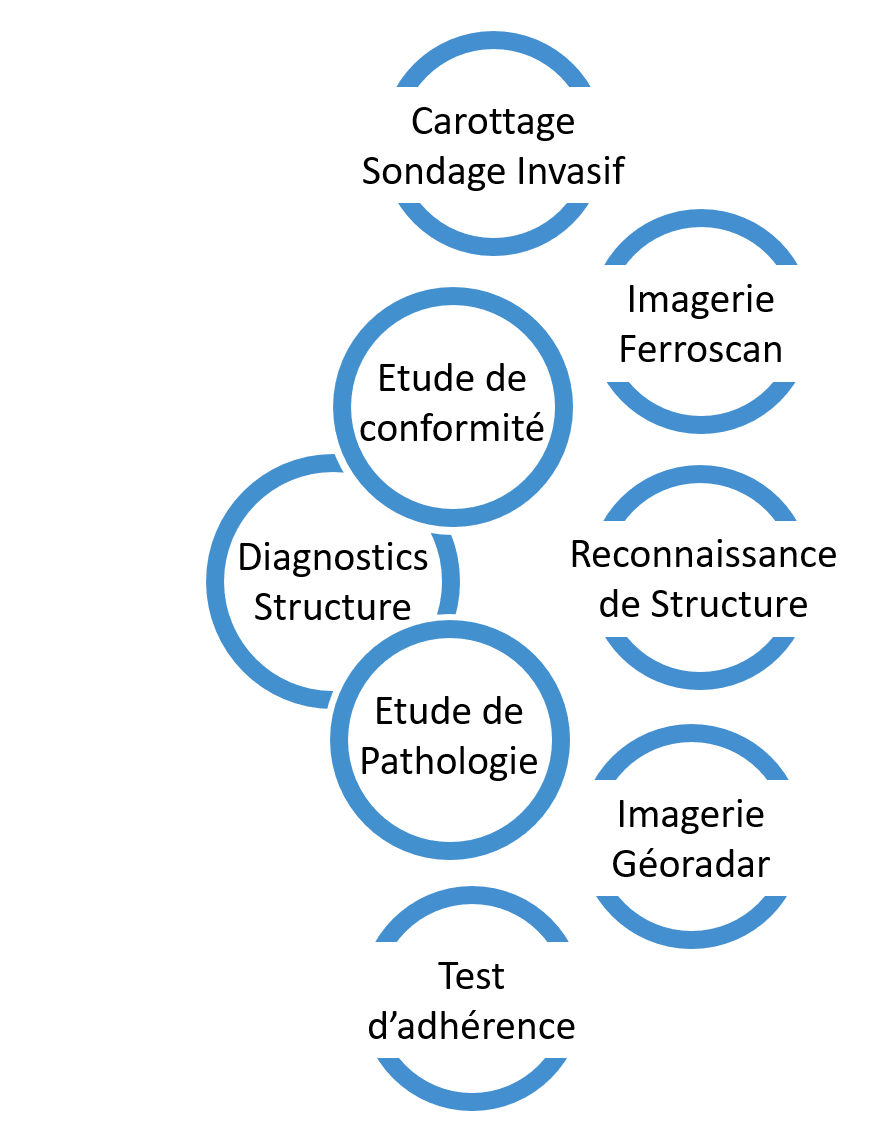 Carottage
Sondage Invasif
Imagerie
Ferroscan
Etude de
conformité
Diagnostics
Structure
Reconnaissance
de Structure
Etude de
Pathologie
Imagerie
Géoradar
Test
d’adhérence